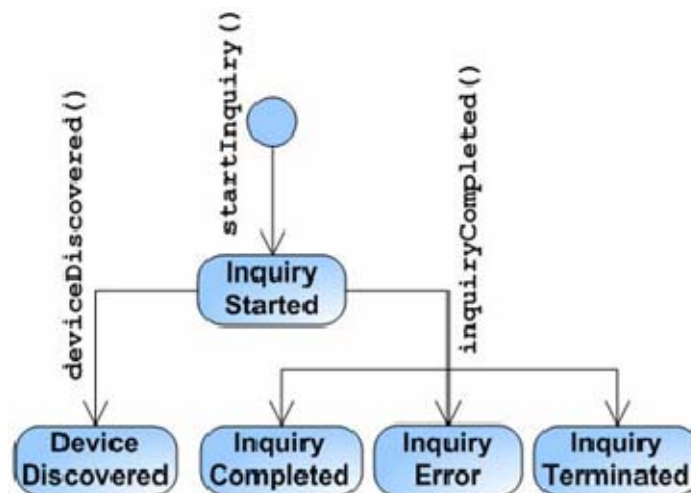 startInquiry()
deviceDiscovered()
inquiryCompleted()
Inquiry
Started
Device
Discovered
Inquiry
Completed
Inquiry
Error
Inquiry
Terminated